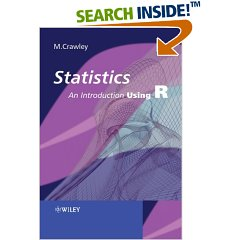 SEARCH INSIDE!™
M.Crawley
Statistics
An Introduction Using R
WILEY